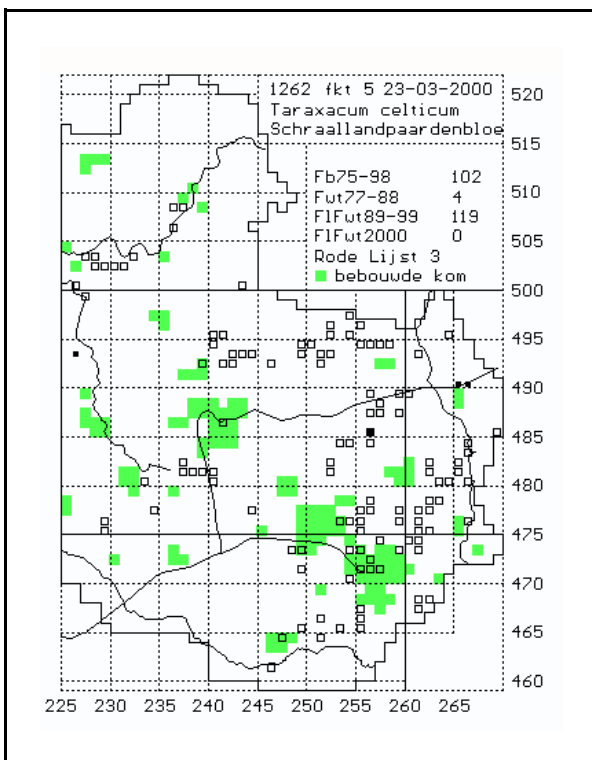 1262 fkt 5 23-03-2000
Taraxacum celticum
Schraallandpaardenbloe
Fb75-98 102
Fwt77-88 4
FlFwt89-99 119
FlFwt2000 0
Rode Lijst 3
bebouwde kom
520
515
510
505
500
495
490
485
480
475
470
465
460
225 230 235 240 245 250 255 260 265